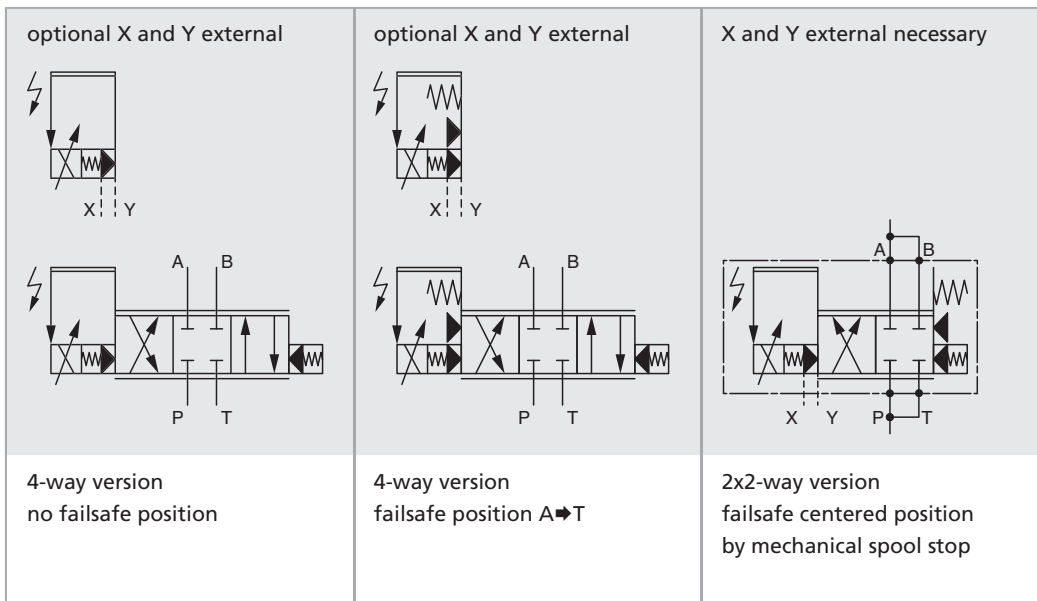 optional X and Y external
X Y
A B
P T
4-way version
no failsafe position
optional X and Y external
X Y
A B
P T
4-way version
failsafe position A➡T
X and Y external necessary
A B
X Y P T
2x2-way version
failsafe centered position
by mechanical spool stop